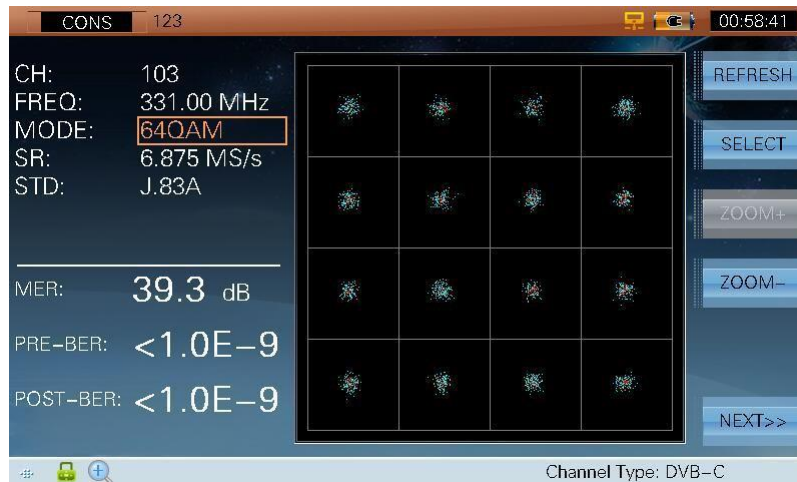 CONS 123 00:58:41
CH: 103
FREQ: 331.00 MHz
MODE: 64QAM
SR: 6.875 MS/s
STD: J.83A
MER: 39.3 dB
PRE-BER: <1.0E-9
POST-BER: <1.0E-9
REFRESH
SELECT
ZOOM+
ZOOM-
NEXT>>
Channel Type: DVB-C